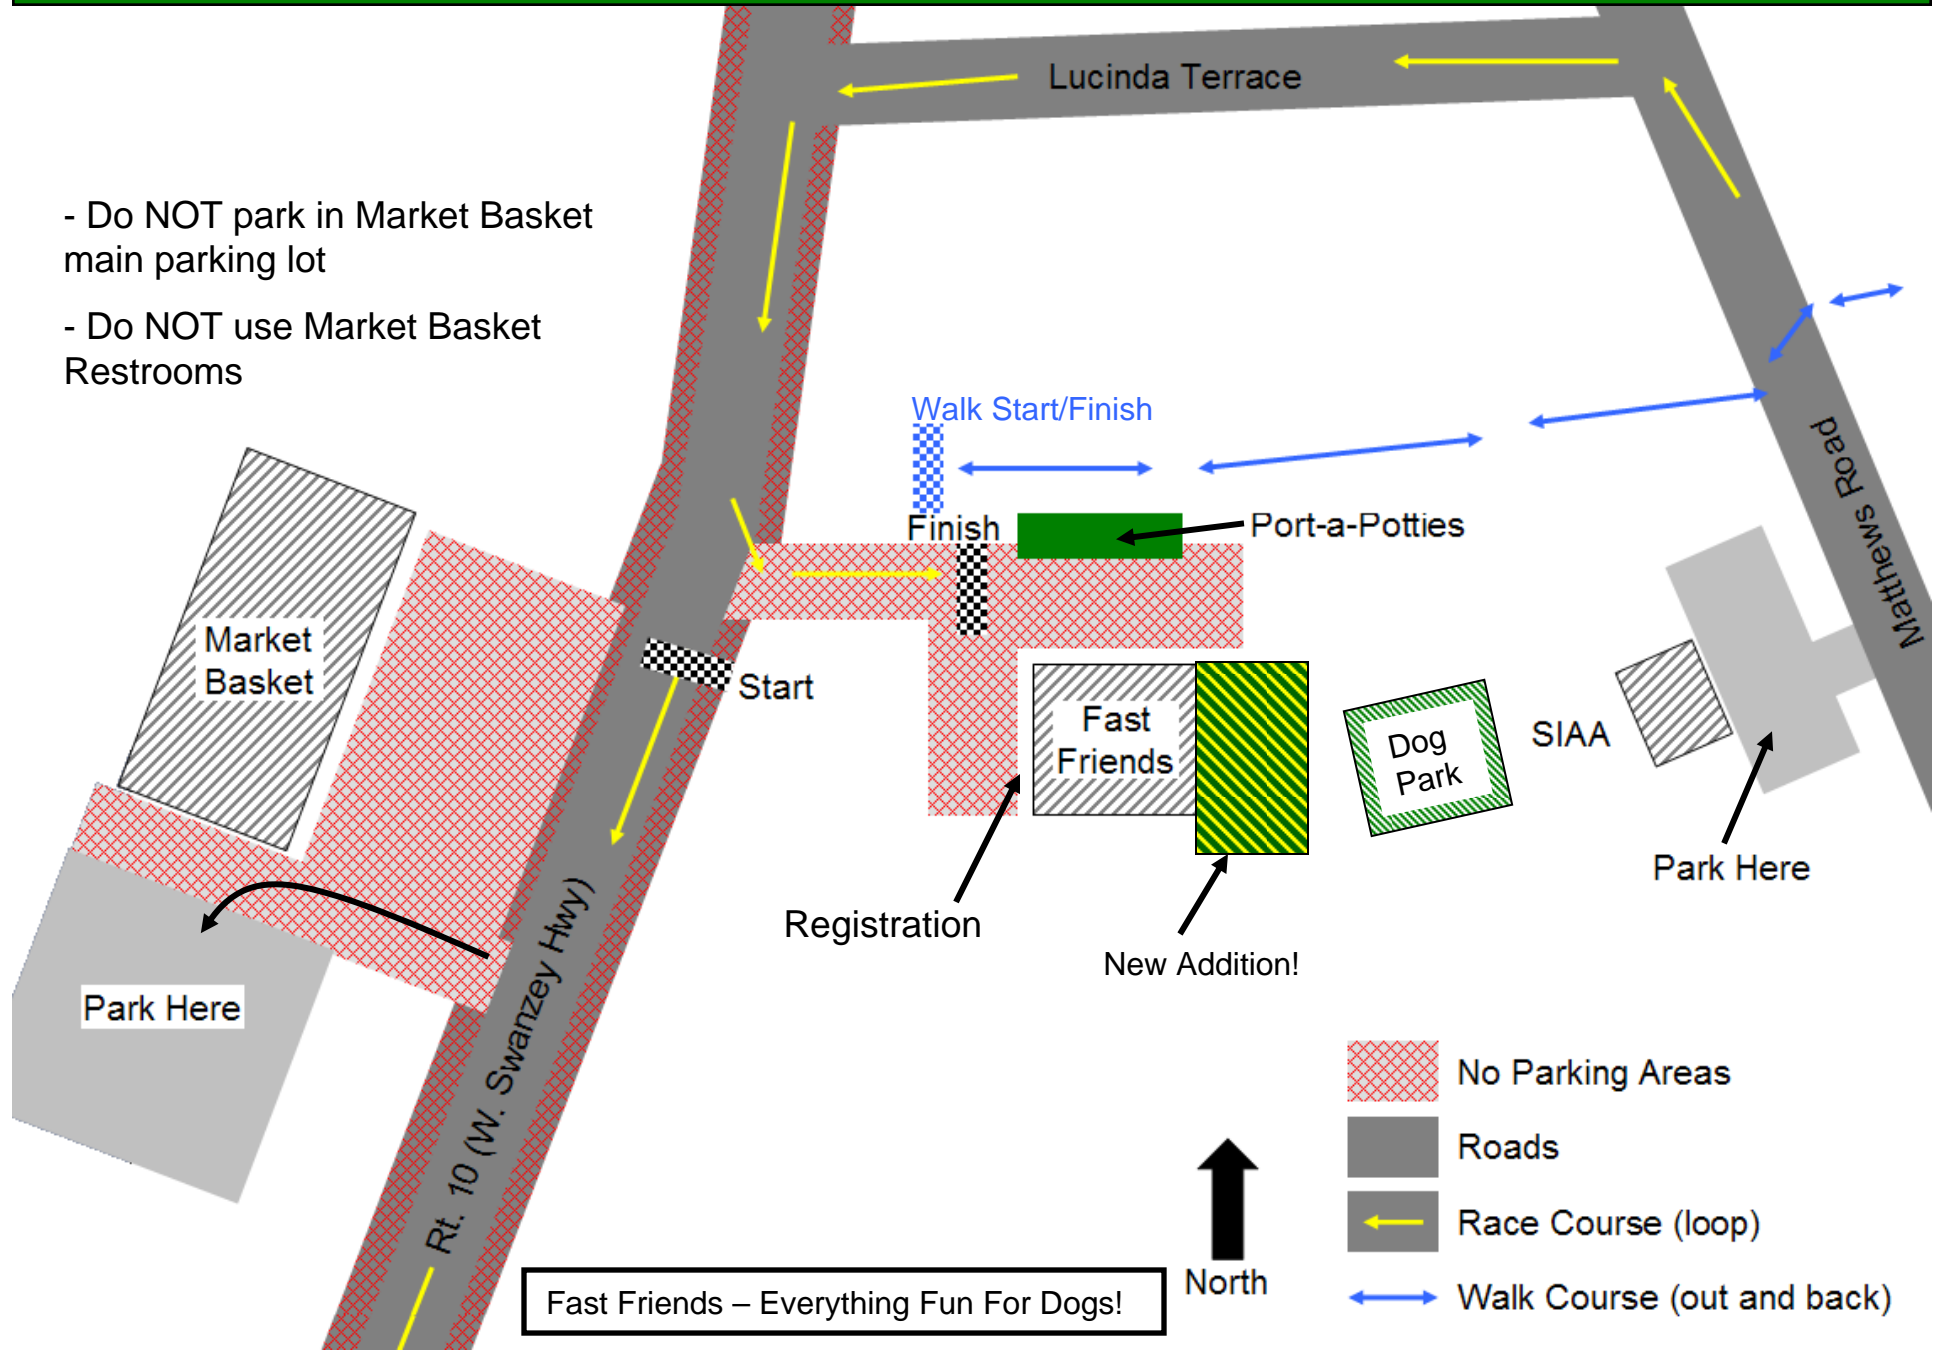 Lucinda Terrace
- Do NOT park in Market Basket
main parking lot
- Do NOT use Market Basket
Restrooms
Walk Start/Finish
Finish
Port-a-Potties
Matthews Road
Market
Basket
Start
Fast
Friends
Dog
Park
SIAA
Park Here
Registration
New Addition!
Park Here
Rt. 10 (W. Swanzey Hwy)
No Parking Areas
Roads
Race Course (loop)
Walk Course (out and back)
North
Fast Friends – Everything Fun For Dogs!